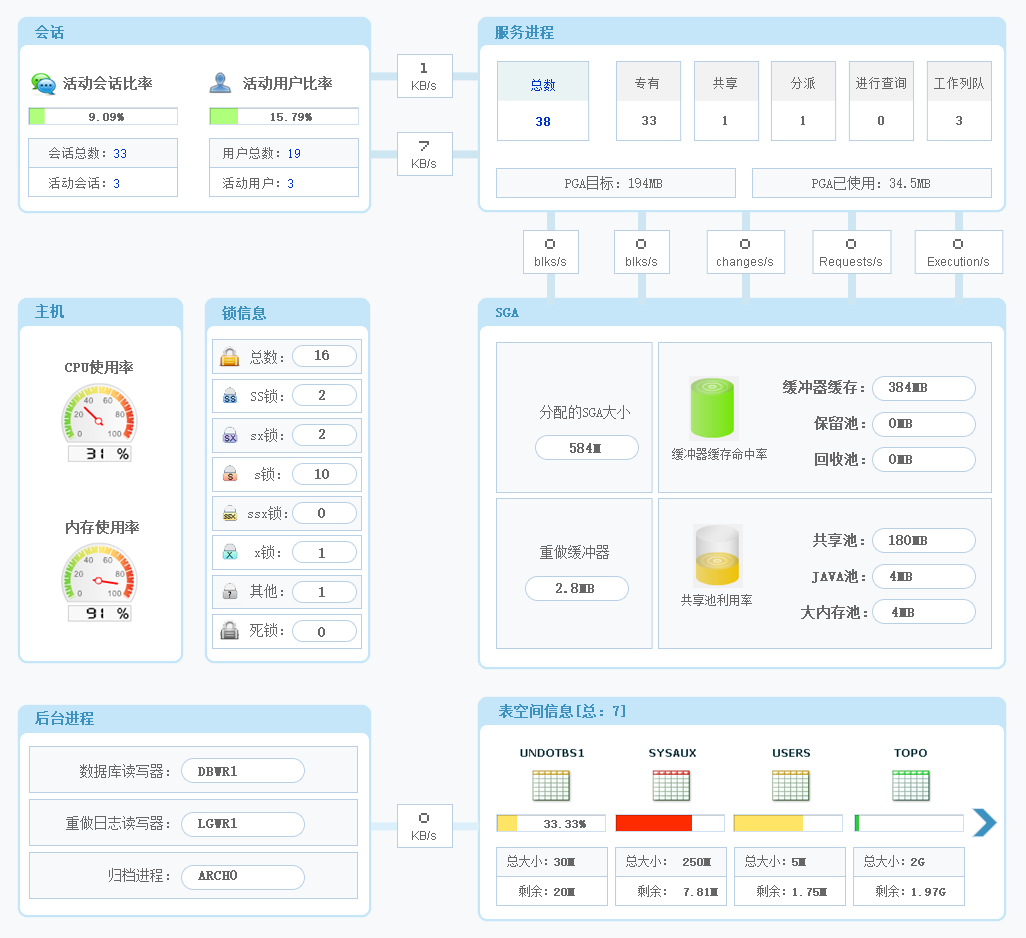 会话
活动会话比率
活动用户比率
9.09%
15.79%
会话总数: 33
用户总数: 19
活动会话: 3
活动用户: 3
1
KB/s
7
KB/s
服务进程
总数
专有
共享
分派
进行查询
工作列队
38
33
1
1
0
3
PGA目标: 194MB
PGA已使用: 34.5MB
0
blks/s
0
blks/s
0
changes/s
0
Requests/s
0
Execution/s
主机
CPU使用率
0 20 40 60 80 100
31 %
内存使用率
0 20 40 60 80 100
91 %
锁信息
总数: 16
SS SS锁: 2
SX sx锁: 2
S s锁: 10
SSX ssx锁: 0
X x锁: 1
? 其他: 1
死锁: 0
SGA
分配的SGA大小
584M
缓冲器缓存命中率
缓冲器缓存: 384MB
保留池: 0MB
回收池: 0MB
重做缓冲器
2.8MB
共享池利用率
共享池: 180MB
JAVA池: 4MB
大内存池: 4MB
后台进程
数据库读写器: DBWR1
重做日志读写器: LGWR1
归档进程: ARCH0
0
KB/s
表空间信息[总: 7]
UNDOTBS1
SYSAUX
USERS
TOPO
33.33%
总大小: 30M
总大小: 250M
总大小: 5M
总大小: 2G
剩余: 20M
剩余: 7.81M
剩余: 1.75M
剩余: 1.97G